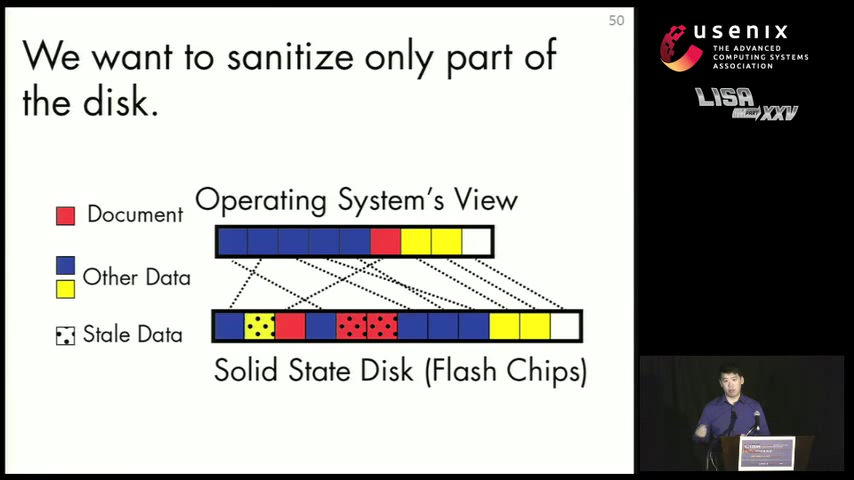 50
We want to sanitize only part of
the disk.
Operating System's View
Document
Other Data
Stale Data
Solid State Disk (Flash Chips)
usenix
THE ADVANCED
COMPUTING SYSTEMS
ASSOCIATION
LISA
XXV